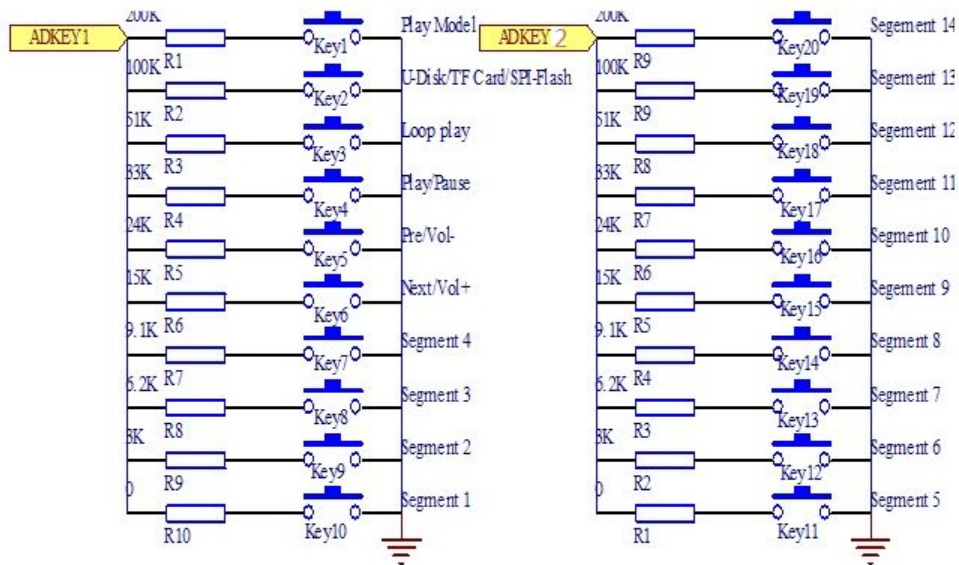 200K Play Model 200K Segement 14
ADKEY1 Key1 ADKEY 2 Key20
100K R1 U-Disk/TF Card/SPI-Flash 100K R9 Segement 13
Key2 Key19
51K R2 Loop play 51K R9 Segement 12
Key3 Key18
33K R3 Play/Pause 33K R8 Segement 11
R4 Key4 R7 Key17
24K Pre/Vol- 24K Segment 10
R5 Key5 R6 Key16
15K Next/Vol+ 15K Segement 9
R6 Key6 R5 Key15
9.1K Segment 4 9.1K Segment 8
R7 Key7 R4 Key14
6.2K Segment 3 6.2K Segment 7
R8 Key8 R3 Key13
3K Segment 2 3K Segment 6
R9 Key9 R2 Key12
0 Segment 1 0 Segment 5
R10 Key10 R1 Key11